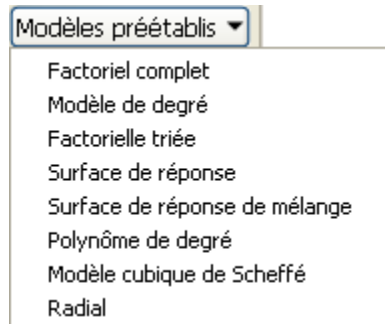 Modèles préétablis
Factoriel complet
Modèle de degré
Factorielle triée
Surface de réponse
Surface de réponse de mélange
Polynôme de degré
Modèle cubique de Scheffé
Radial